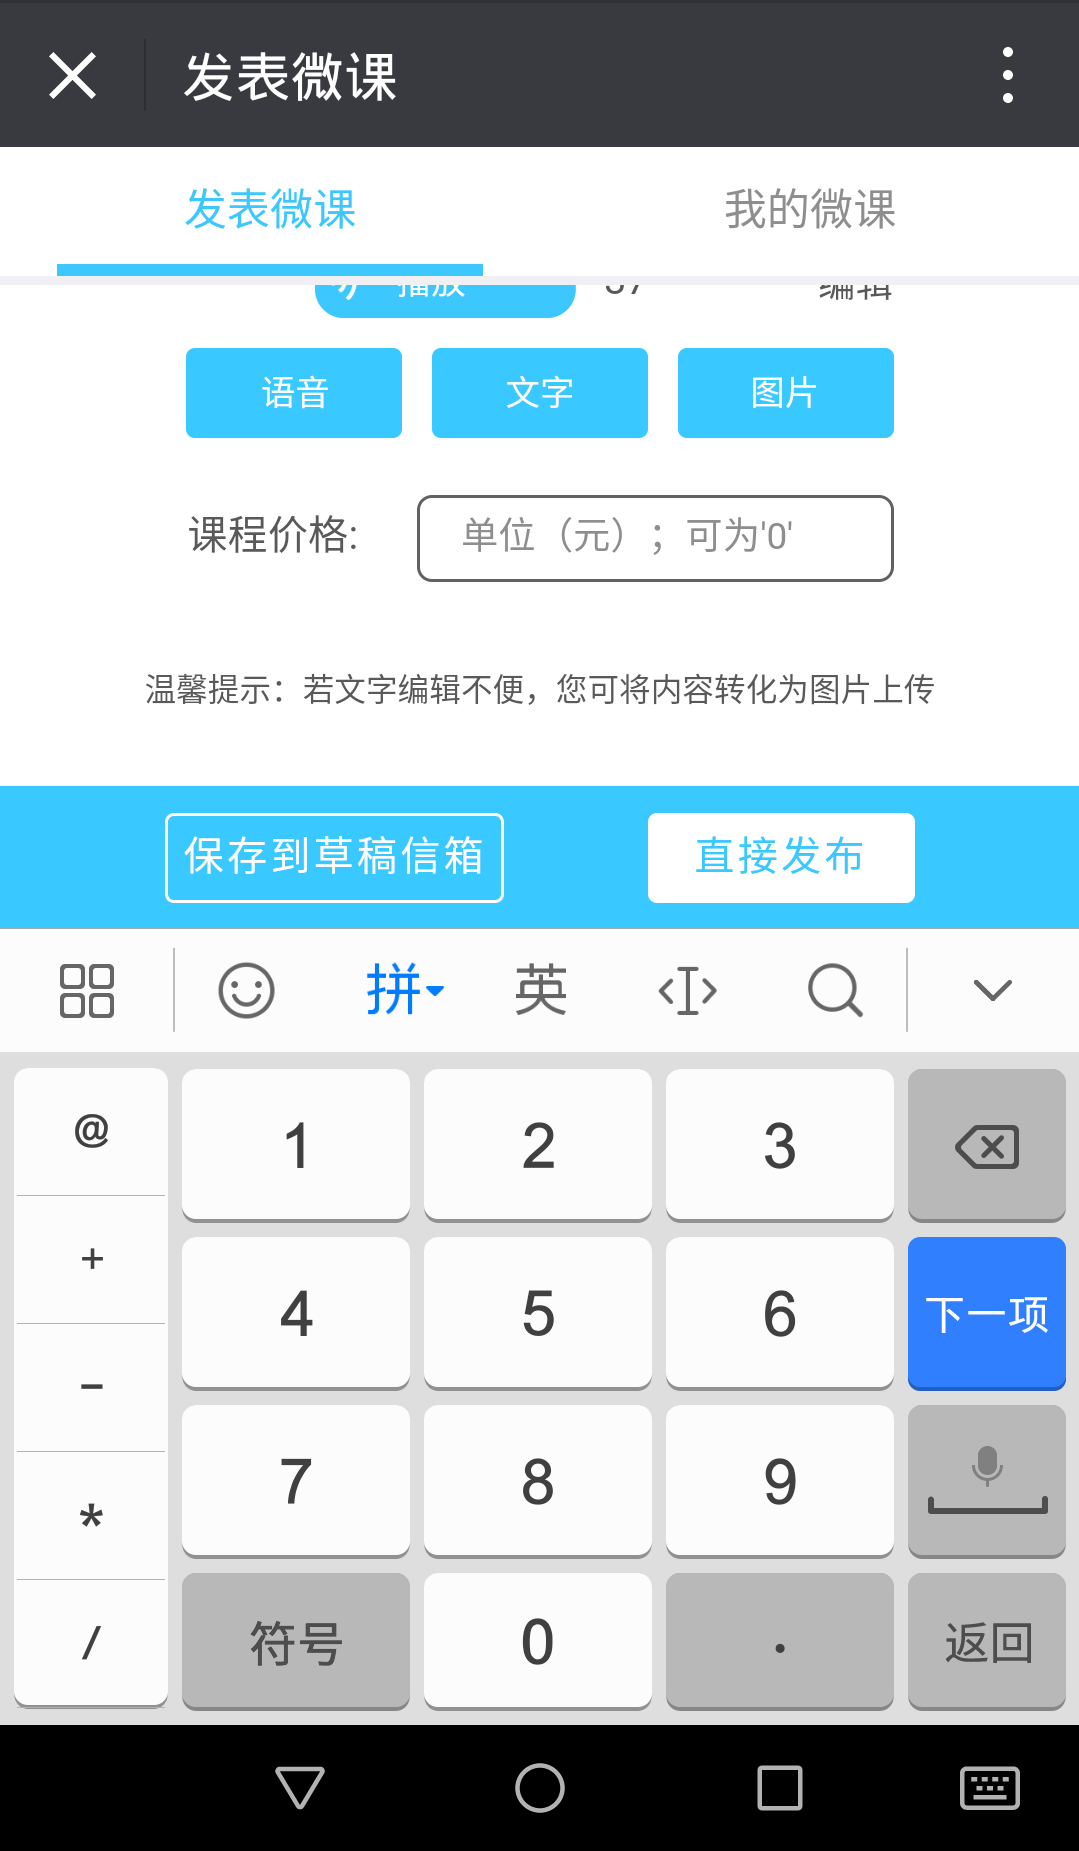 发表微课
发表微课 我的微课
播放 编辑
语音 文字 图片
课程价格: 单位（元）；可为'0'
温馨提示：若文字编辑不便，您可将内容转化为图片上传
保存到草稿信箱 直接发布
拼 英
@ 1 2 3
+ 4 5 6 下一项
- 7 8 9
*
/ 符号 0 . 返回